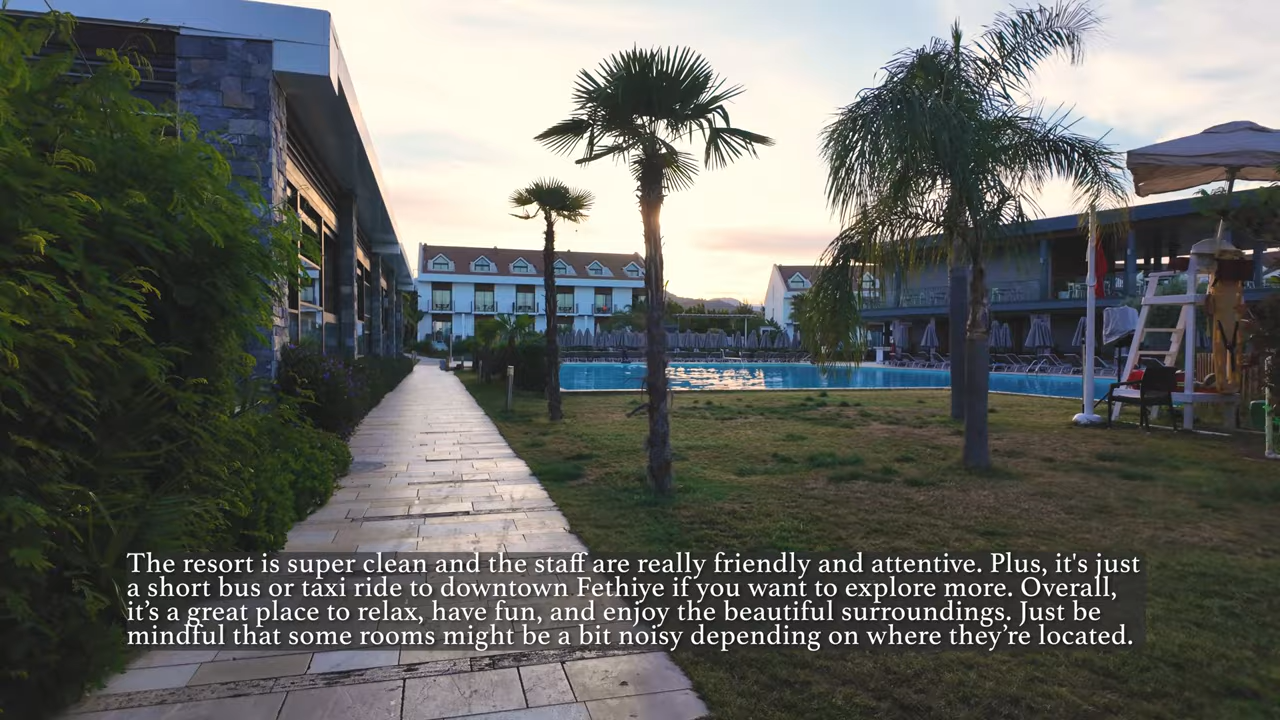 The resort is super clean and the staff are really friendly and attentive. Plus, it's just
a short bus or taxi ride to downtown Fethiye if you want to explore more. Overall,
it’s a great place to relax, have fun, and enjoy the beautiful surroundings. Just be
mindful that some rooms might be a bit noisy depending on where they’re located.